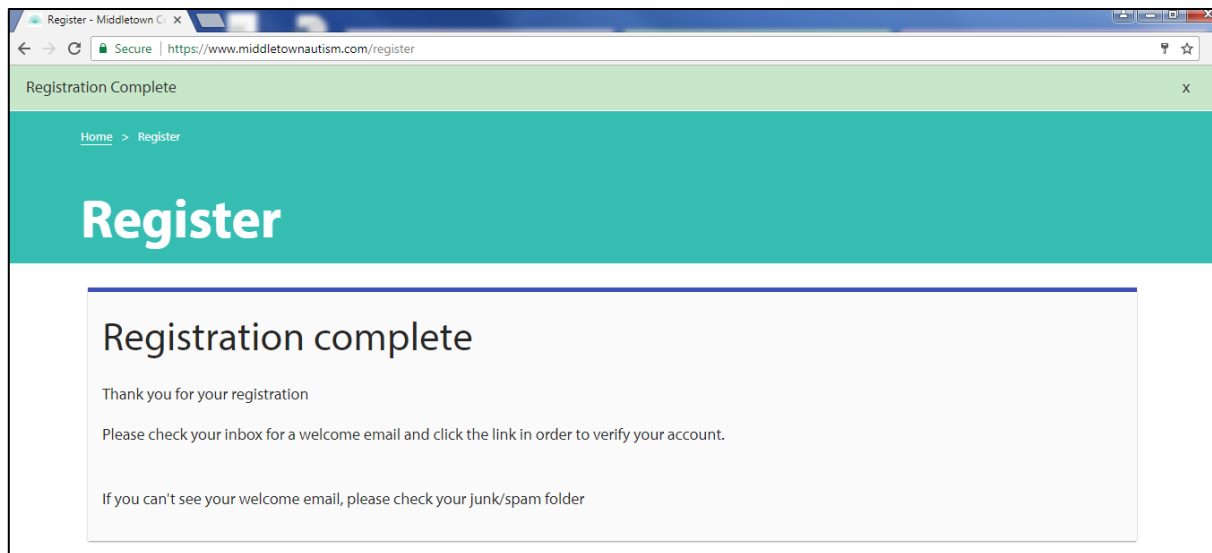 Register - Middletown C
Secure | https://www.middletownautism.com/register
Registration Complete x
Home > Register
Register
Registration complete
Thank you for your registration
Please check your inbox for a welcome email and click the link in order to verify your account.
If you can't see your welcome email, please check your junk/spam folder